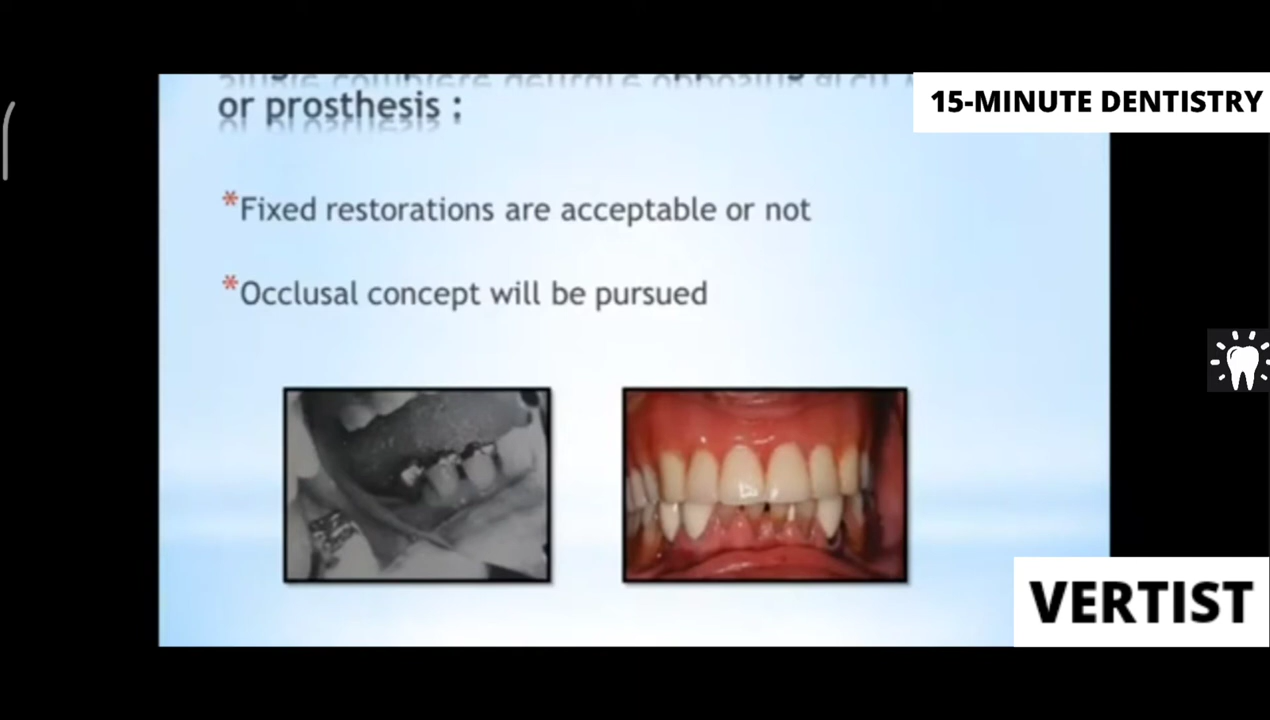 or prosthesis :
15-MINUTE DENTISTRY
*Fixed restorations are acceptable or not
*Occlusal concept will be pursued
VERTIST